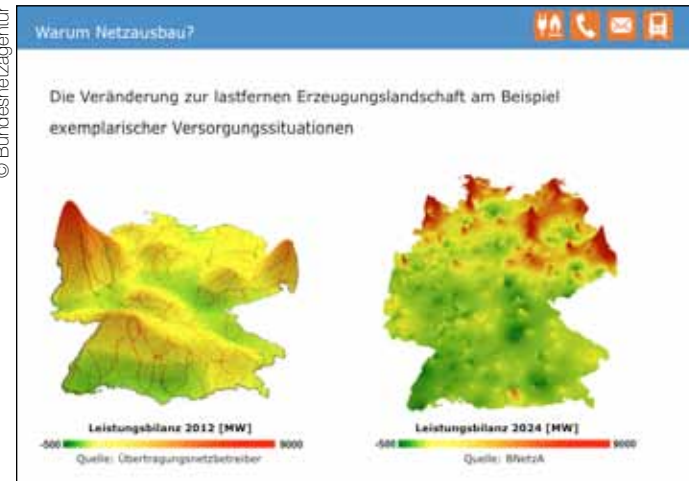 © Bundesnetzagentur
Warum Netzausbau?
Die Veränderung zur lastfernen Erzeugungslandschaft am Beispiel
exemplarischer Versorgungssituationen
Leistungsbilanz 2012 [MW]
-500 9000
Quelle: Übertragungsnetzbetreiber
Leistungsbilanz 2024 [MW]
-500 9000
Quelle: BNetzA